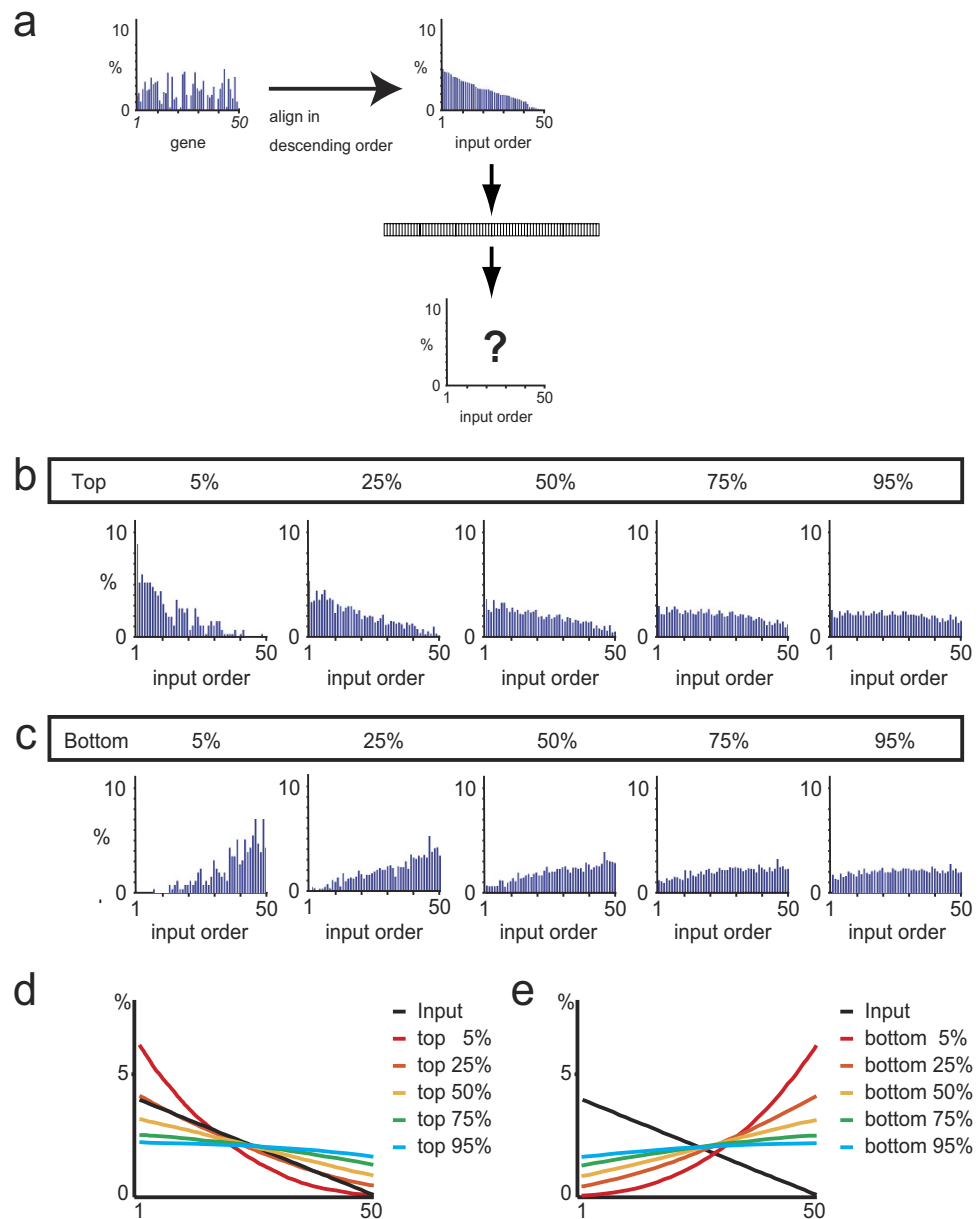 a
10
%
0
1
50
gene
align in
descending order
10
%
0
1
50
input order
10
%
?
0
1
50
input order
b
Top 5% 25% 50% 75% 95%
10
%
0
1
50
input order
10
0
1
50
input order
10
0
1
50
input order
10
0
1
50
input order
10
0
1
50
input order
c
Bottom 5% 25% 50% 75% 95%
10
%
0
1
50
input order
10
0
1
50
input order
10
0
1
50
input order
10
0
1
50
input order
10
0
1
50
input order
d
%
5
0
1
50
Input
top 5%
top 25%
top 50%
top 75%
top 95%
e
%
5
0
1
50
Input
bottom 5%
bottom 25%
bottom 50%
bottom 75%
bottom 95%